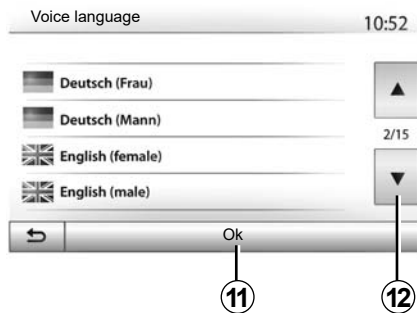 Voice language
10:52
Deutsch (Frau)
Deutsch (Mann)
2/15
English (female)
English (male)
Ok
11
12